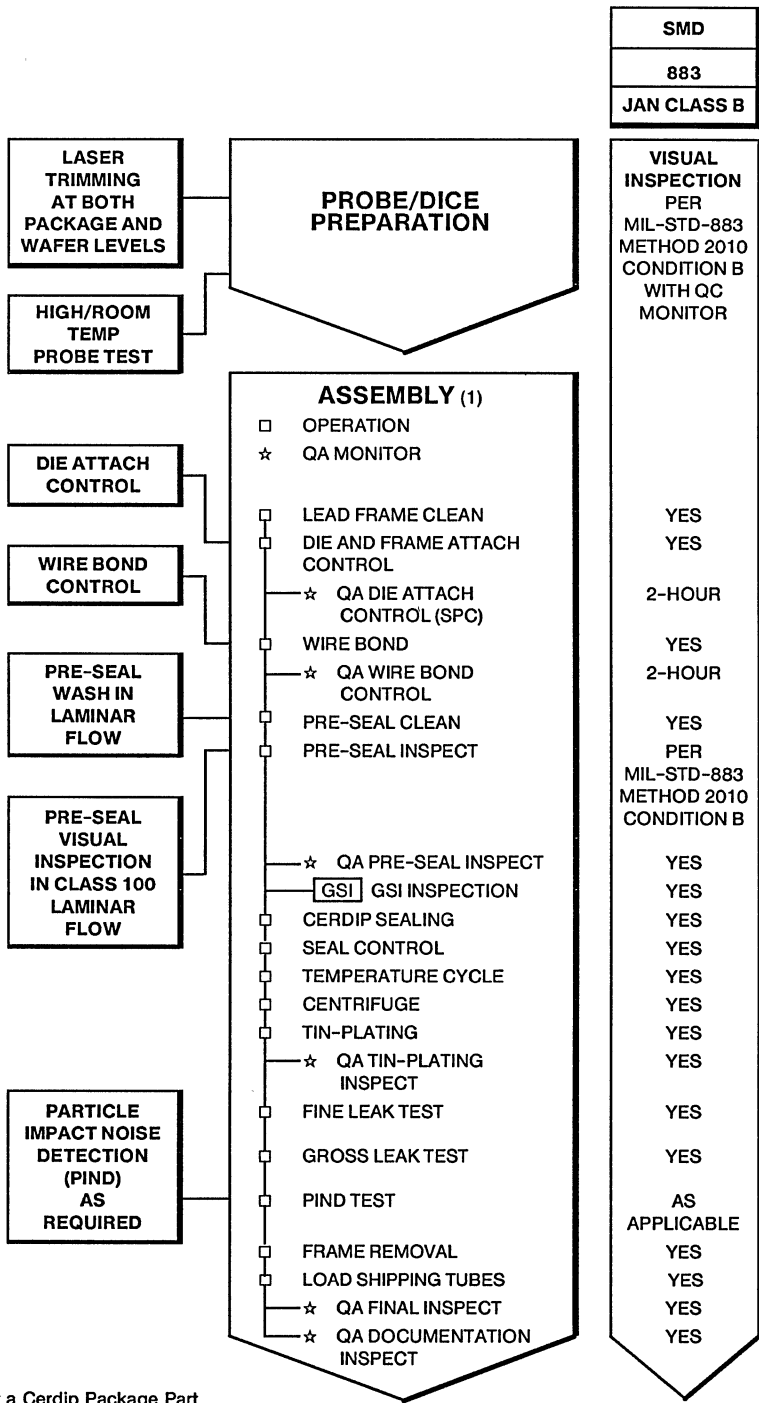 SMD
883
JAN CLASS B
LASER
TRIMMING
AT BOTH
PACKAGE AND
WAFER LEVELS
PROBE/DICE
PREPARATION
VISUAL
INSPECTION
PER
MIL-STD-883
METHOD 2010
CONDITION B
WITH QC
MONITOR
HIGH/ROOM
TEMP
PROBE TEST
ASSEMBLY (1)
□ OPERATION
☆ QA MONITOR
DIE ATTACH
CONTROL
LEAD FRAME CLEAN YES
DIE AND FRAME ATTACH YES
CONTROL
WIRE BOND
CONTROL
☆ QA DIE ATTACH 2-HOUR
CONTROL (SPC)
WIRE BOND YES
☆ QA WIRE BOND 2-HOUR
CONTROL
PRE-SEAL
WASH IN
LAMINAR
FLOW
PRE-SEAL CLEAN YES
PRE-SEAL INSPECT PER
MIL-STD-883
METHOD 2010
CONDITION B
PRE-SEAL
VISUAL
INSPECTION
IN CLASS 100
LAMINAR
FLOW
☆ QA PRE-SEAL INSPECT YES
GSI GSI INSPECTION YES
CERDIP SEALING YES
SEAL CONTROL YES
TEMPERATURE CYCLE YES
CENTRIFUGE YES
TIN-PLATING YES
☆ QA TIN-PLATING YES
INSPECT
PARTICLE
IMPACT NOISE
DETECTION
(PIND)
AS
REQUIRED
FINE LEAK TEST YES
GROSS LEAK TEST YES
PIND TEST AS
APPLICABLE
FRAME REMOVAL YES
LOAD SHIPPING TUBES YES
☆ QA FINAL INSPECT YES
☆ QA DOCUMENTATION YES
INSPECT
a Cerdip Package Part